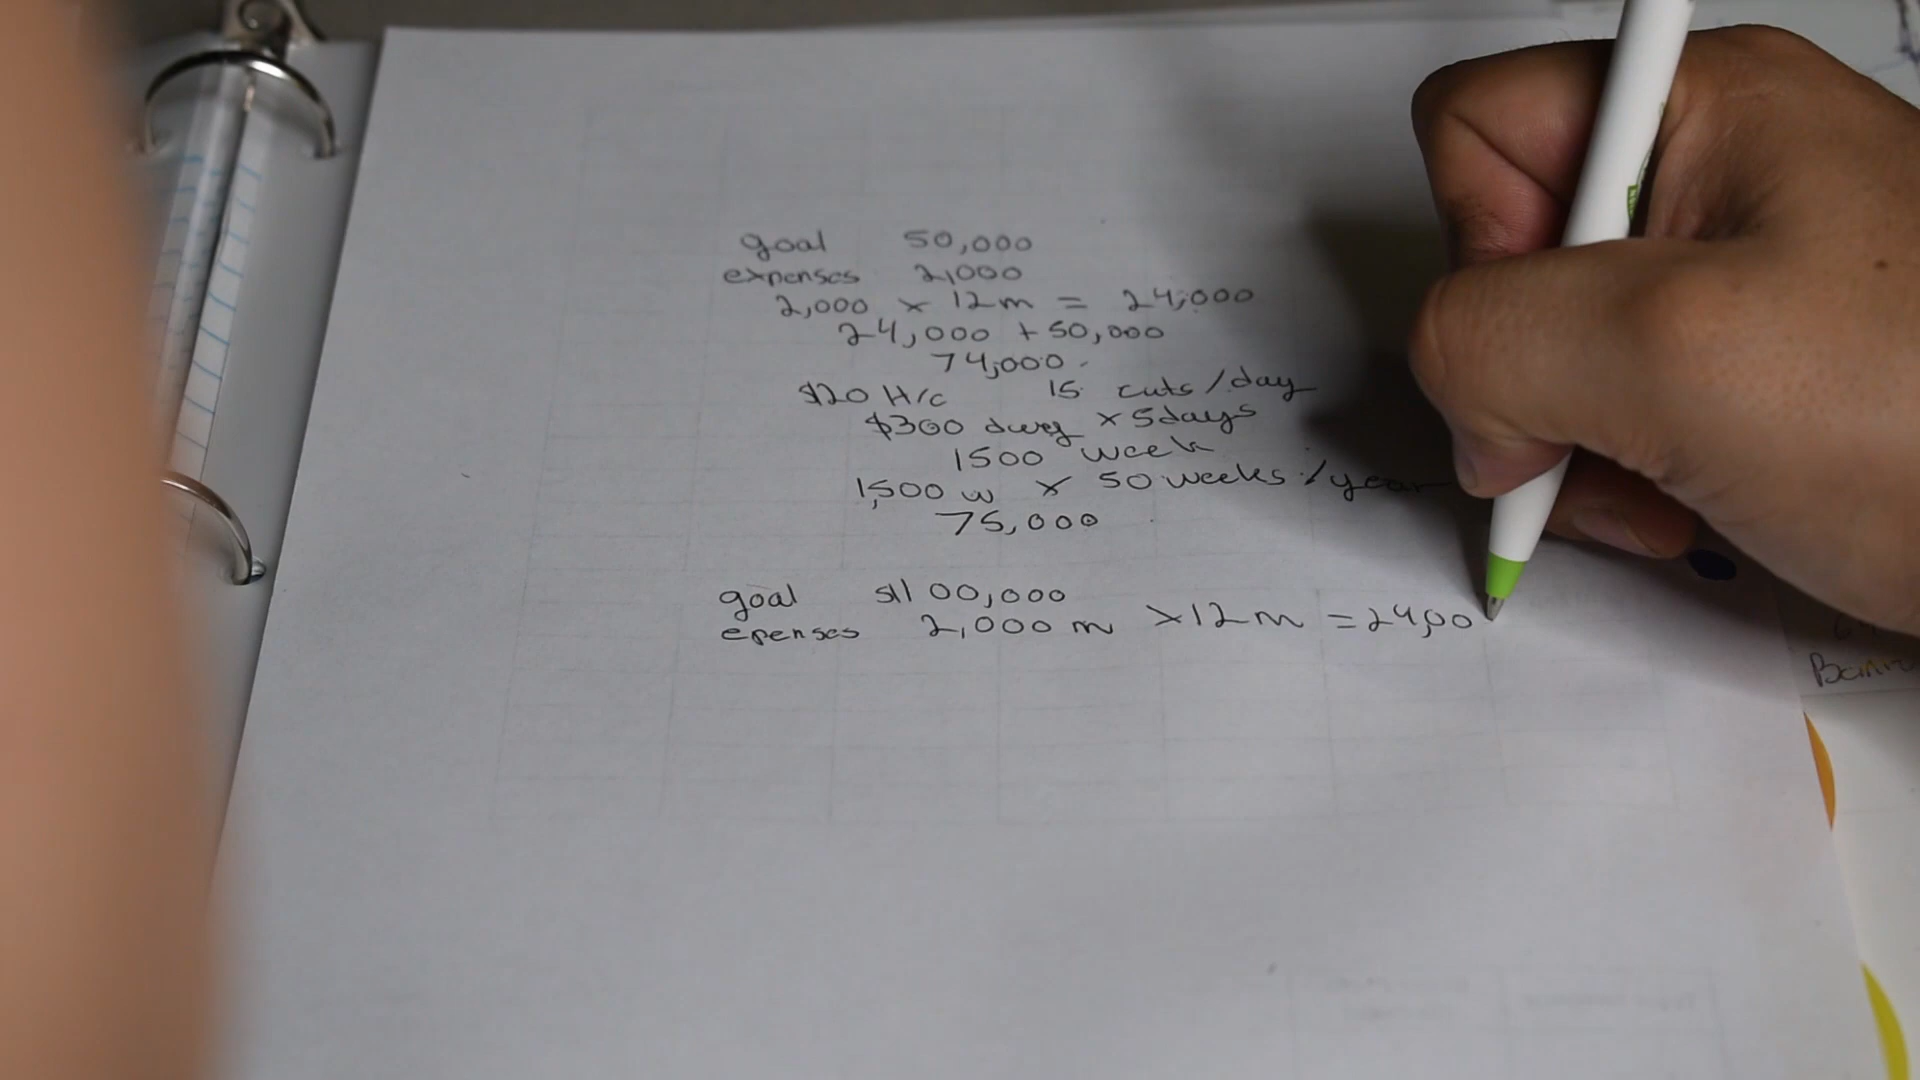 goal 50,000
expenses 2,000
2,000 x 12m = 24,000
24,000 + 50,000
74,000
$20 H/c 15 cuts/day
$300 davg x 5days
1500 week
1,500 w x 50 weeks/year
75,000
goal $100,000
epenses 2,000 m x12m = 24,00